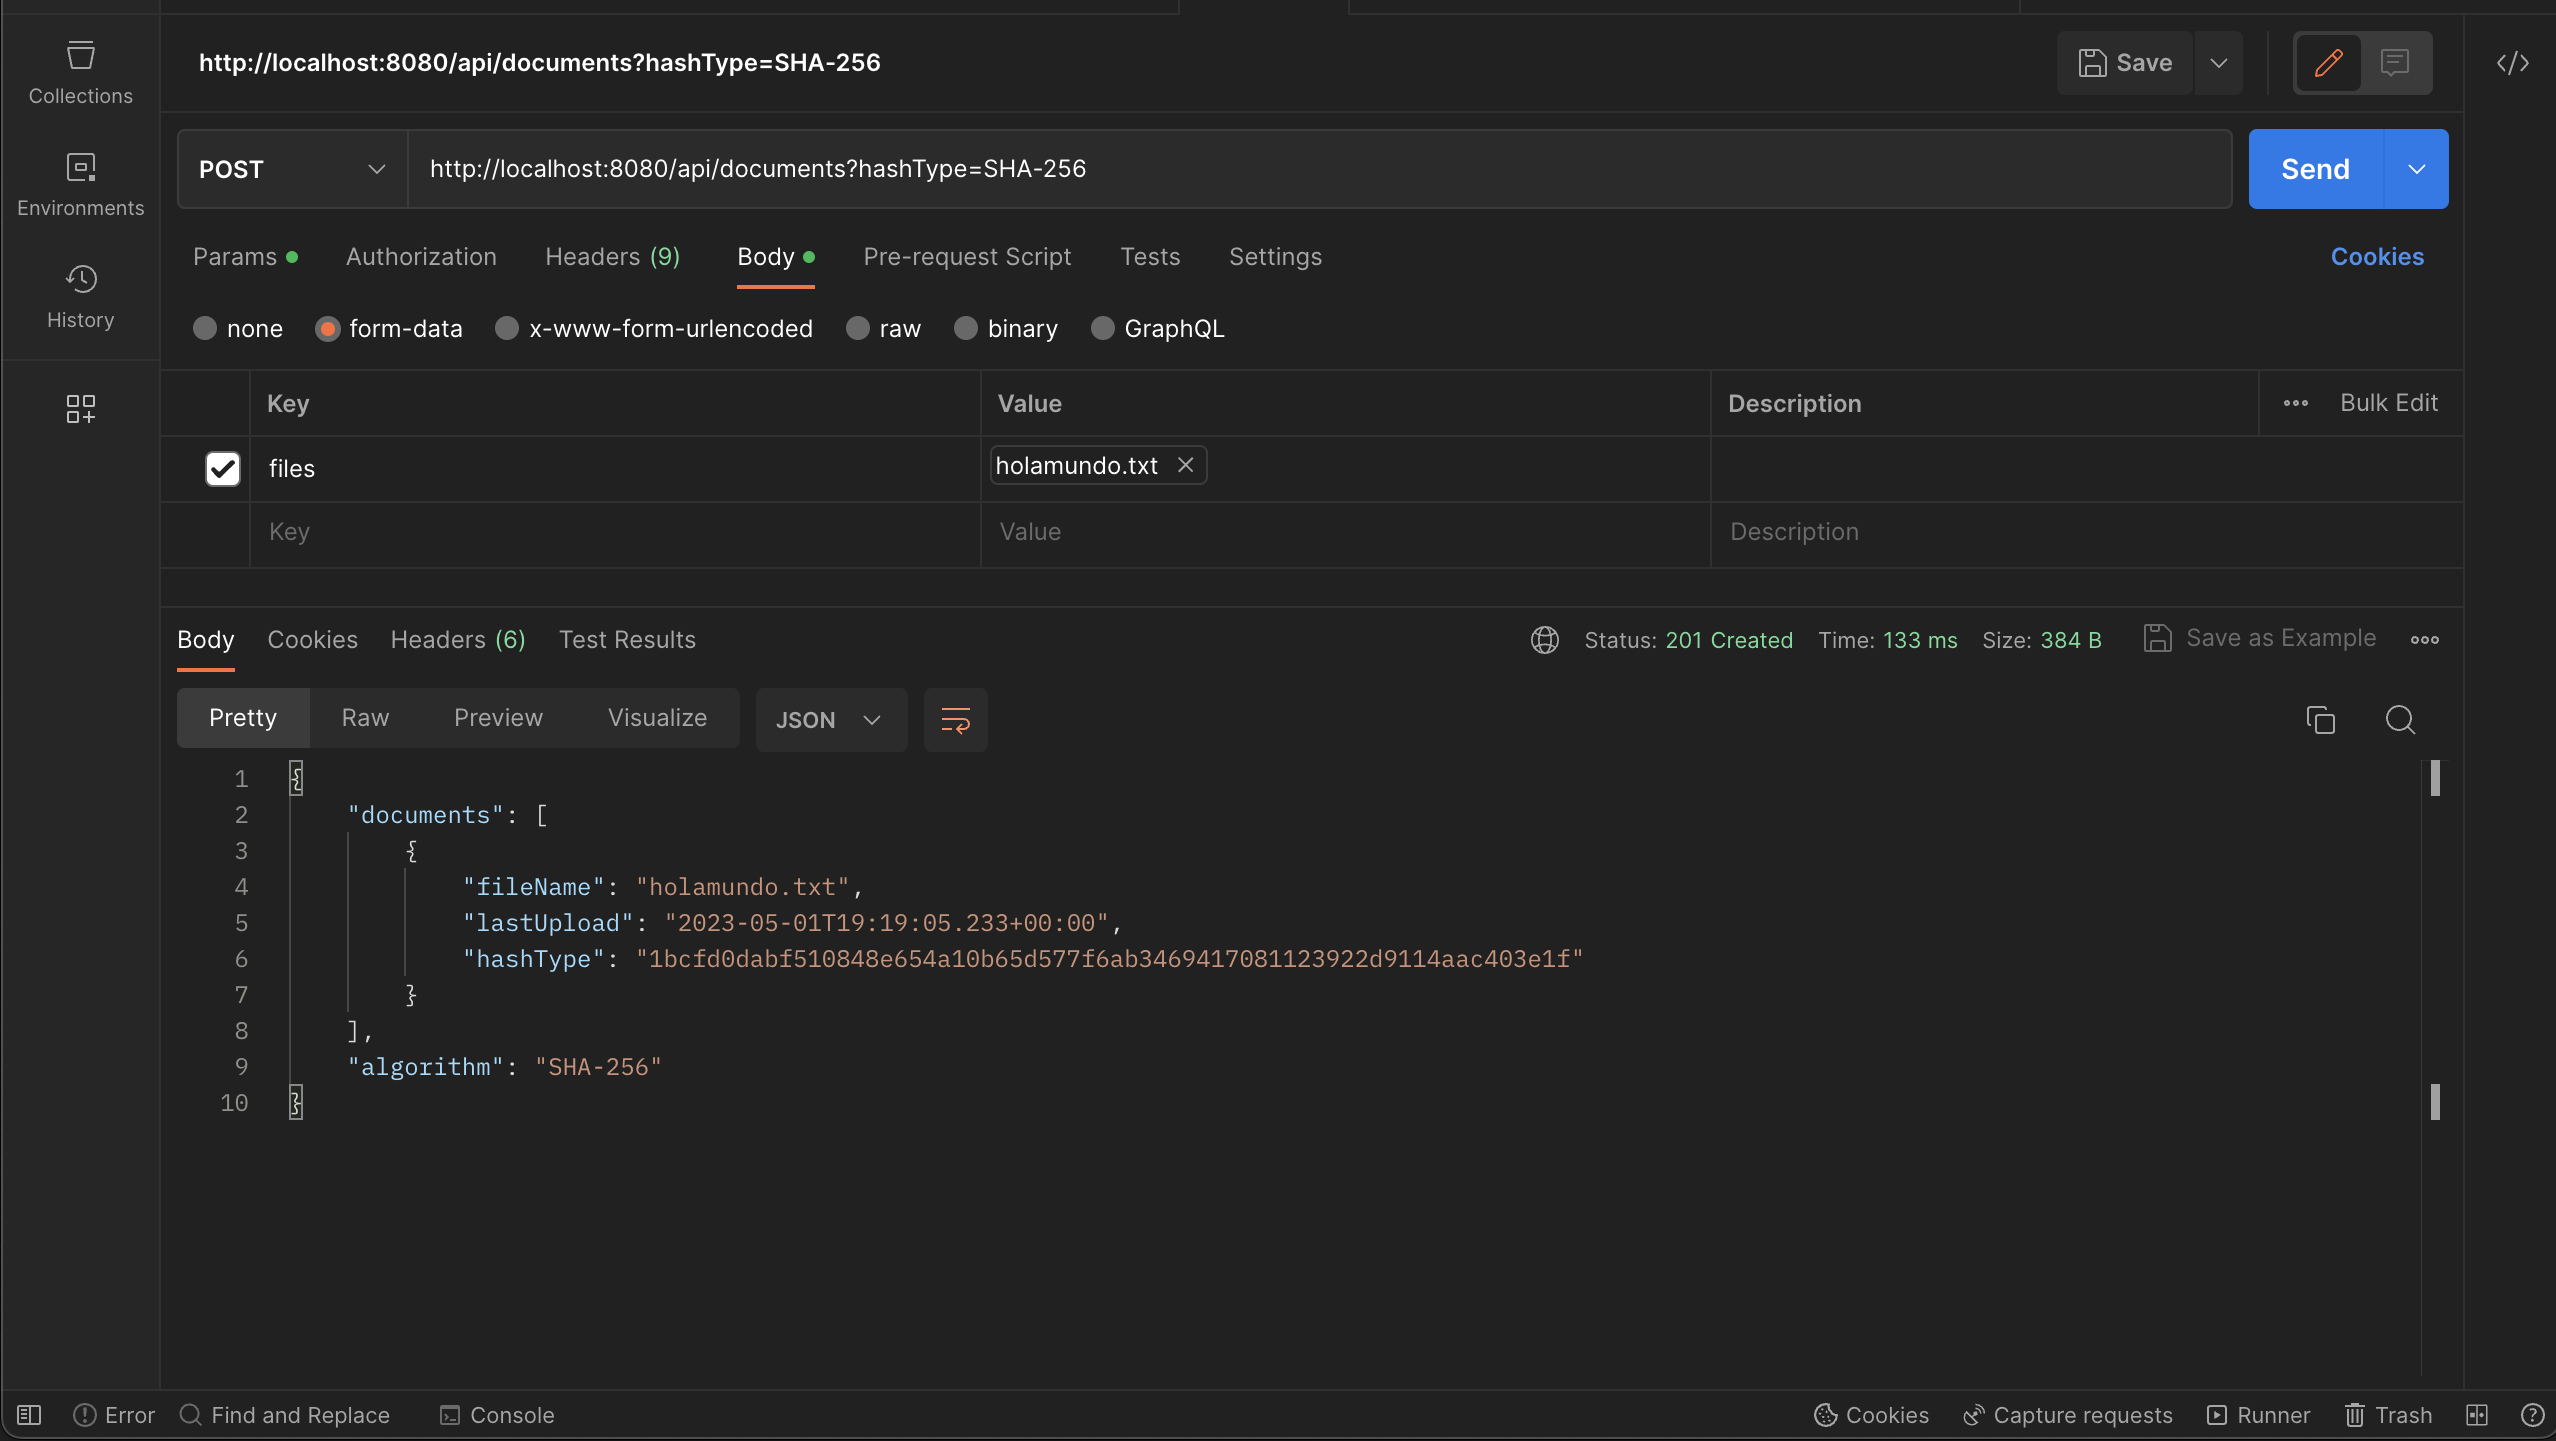 http://localhost:8080/api/documents?hashType=SHA-256
Save
Collections
Environments
History
POST
http://localhost:8080/api/documents?hashType=SHA-256
Send
Params
Authorization
Headers (9)
Body
Pre-request Script
Tests
Settings
Cookies
none
form-data
x-www-form-urlencoded
raw
binary
GraphQL
Key
Value
Description
Bulk Edit
files
holamundo.txt
Key
Value
Description
Body
Cookies
Headers (6)
Test Results
Status: 201 Created
Time: 133 ms
Size: 384 B
Save as Example
Pretty
Raw
Preview
Visualize
JSON
1 {
2 "documents": [
3 {
4 "fileName": "holamundo.txt",
5 "lastUpload": "2023-05-01T19:19:05.233+00:00",
6 "hashType": "1bcfd0dabf510848e654a10b65d577f6ab3469417081123922d9114aac403e1f"
7 }
8 ],
9 "algorithm": "SHA-256"
10 }
Error
Find and Replace
Console
Cookies
Capture requests
Runner
Trash